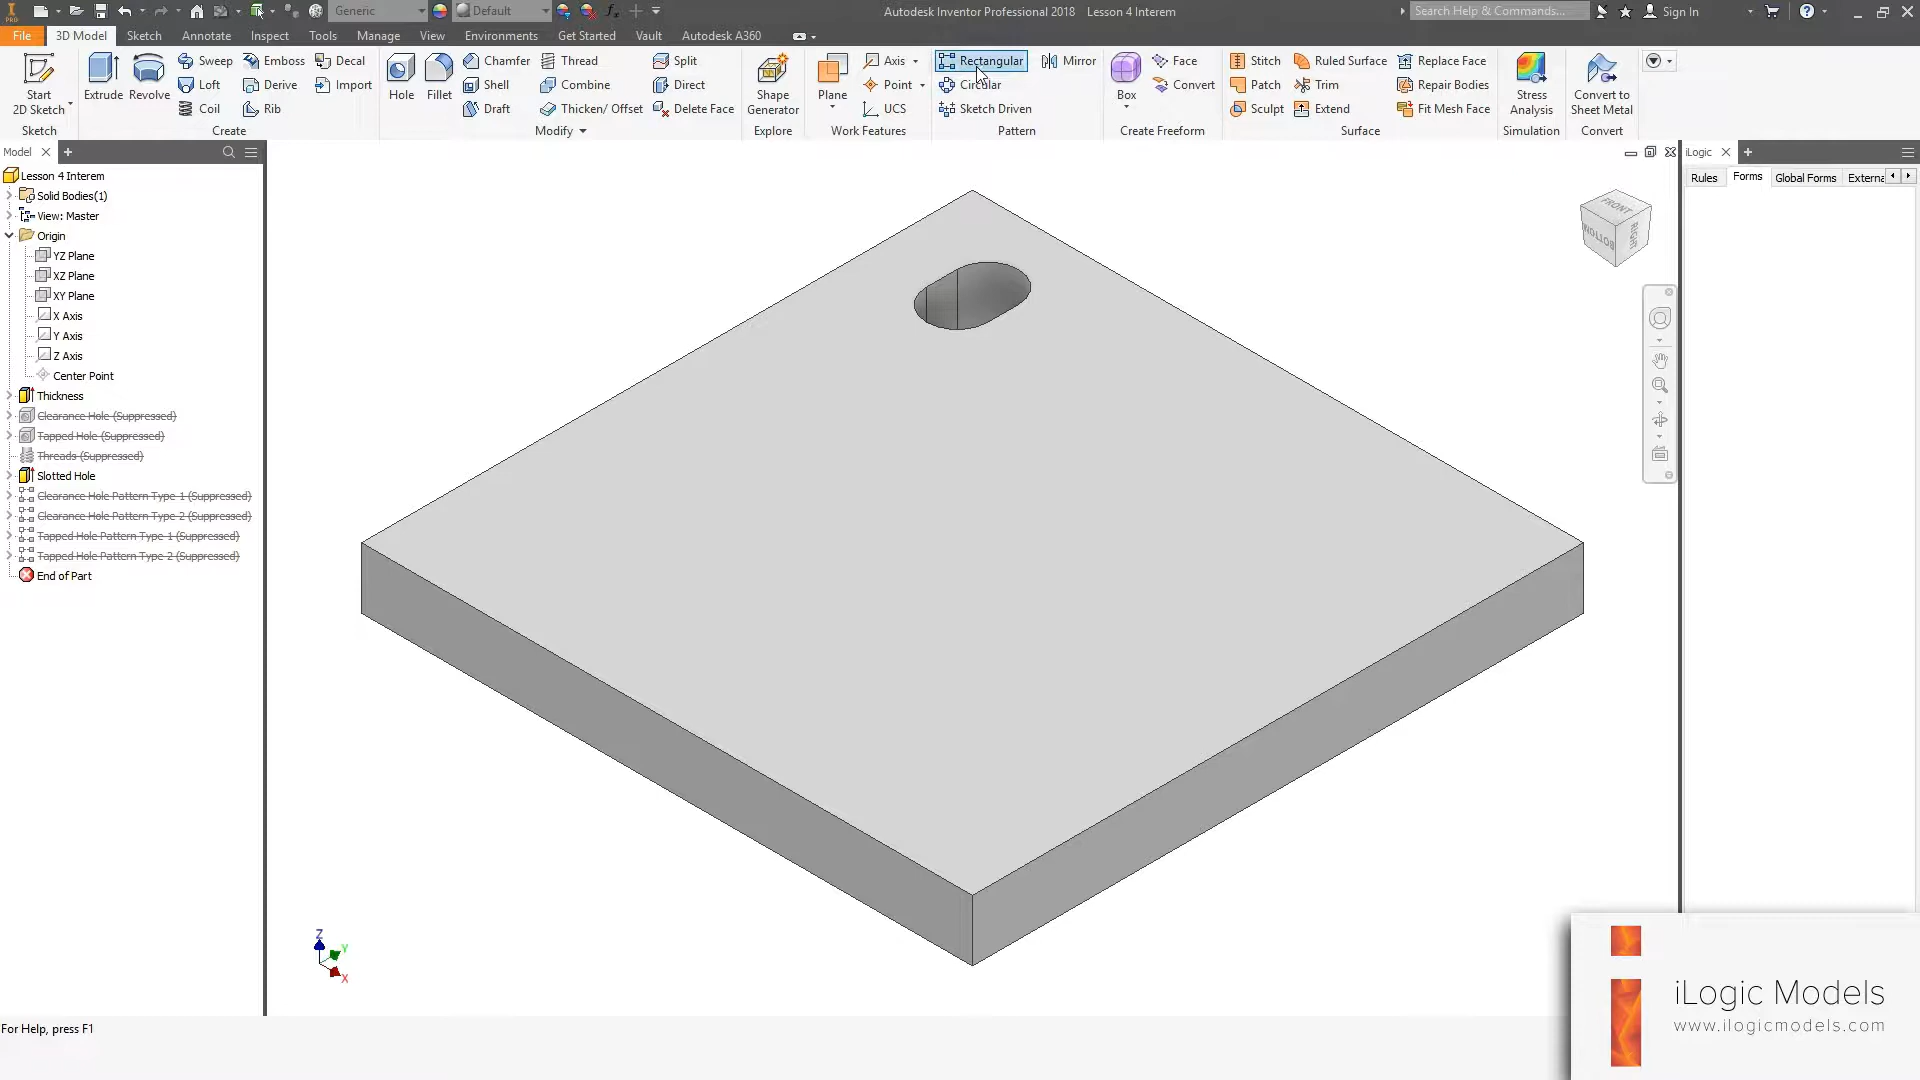 PRO Generic Default Autodesk Inventor Professional 2018 Lesson 4 Interem Search Help & Commands... Sign In
File 3D Model Sketch Annotate Inspect Tools Manage View Environments Get Started Vault Autodesk A360
Start
2D Sketch
Sketch
Extrude
Revolve
Sweep
Loft
Coil
Emboss
Derive
Rib
Decal
Import
Create
Hole
Fillet
Chamfer
Shell
Draft
Thread
Combine
Thicken/ Offset
Split
Direct
Delete Face
Modify
Shape
Generator
Explore
Plane
Axis
Point
UCS
Work Features
Rectangular
Circular
Sketch Driven
Mirror
Pattern
Box
Face
Convert
Create Freeform
Stitch
Patch
Sculpt
Ruled Surface
Trim
Extend
Replace Face
Repair Bodies
Fit Mesh Face
Surface
Stress
Analysis
Simulation
Convert to
Sheet Metal
Convert
Model
Lesson 4 Interem
Solid Bodies(1)
View: Master
Origin
YZ Plane
XZ Plane
XY Plane
X Axis
Y Axis
Z Axis
Center Point
Thickness
Clearance Hole (Suppressed)
Tapped Hole (Suppressed)
Threads (Suppressed)
Slotted Hole
Clearance Hole Pattern Type 1 (Suppressed)
Clearance Hole Pattern Type 2 (Suppressed)
Tapped Hole Pattern Type 1 (Suppressed)
Tapped Hole Pattern Type 2 (Suppressed)
End of Part
FRONT
BOTTOM
RIGHT
Z
Y
X
iLogic
Rules Forms Global Forms Externa
iLogic Models
www.ilogicmodels.com
For Help, press F1